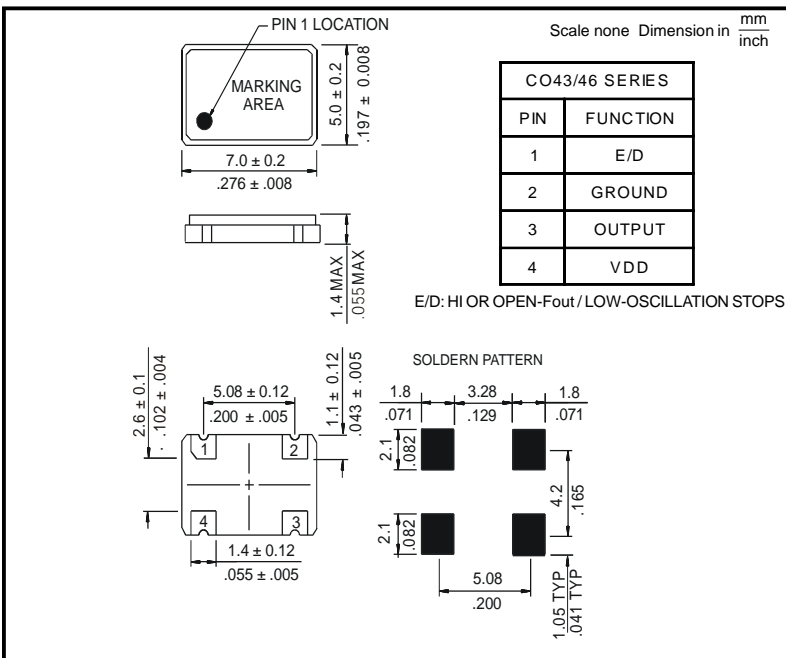 PIN 1 LOCATION
Scale none Dimension in mm
inch
MARKING
AREA
5.0 ± 0.2
.197 ± 0.008
7.0 ± 0.2
.276 ± .008
CO43/46 SERIES
PIN FUNCTION
1 E/D
2 GROUND
3 OUTPUT
4 VDD
E/D: HI OR OPEN-Fout / LOW-OSCILLATION STOPS
1.4 MAX
.055 MAX
2.6 ± 0.1
.102 ± .004
5.08 ± 0.12
.200 ± .005
1.1 ± 0.12
.043 ± .005
1 2
4 3
1.4 ± 0.12
.055 ± .005
SOLDERN PATTERN
1.8 3.28 1.8
.071 .129 .071
2.1
.082
4.2
.165
2.1
.082
5.08
.200
1.05 TYP
.041 TYP